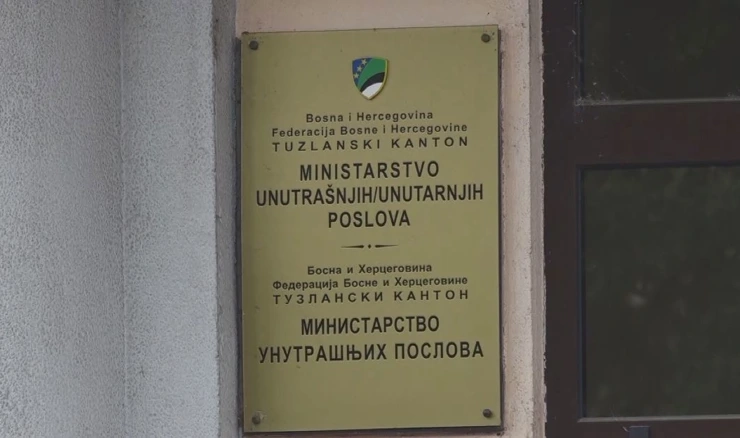 Bosna i Hercegovina
Federacija Bosne i Hercegovine
TUZLANSKI KANTON
MINISTARSTVO
UNUTRAŠNJIH/UNUTARNJIH
POSLOVA
Босна и Херцеговина
Федерација Босне и Херцеговине
ТУЗЛАНСКИ КАНТОН
МИНИСТАРСТВО
УНУТРАШЊИХ ПОСЛОВА